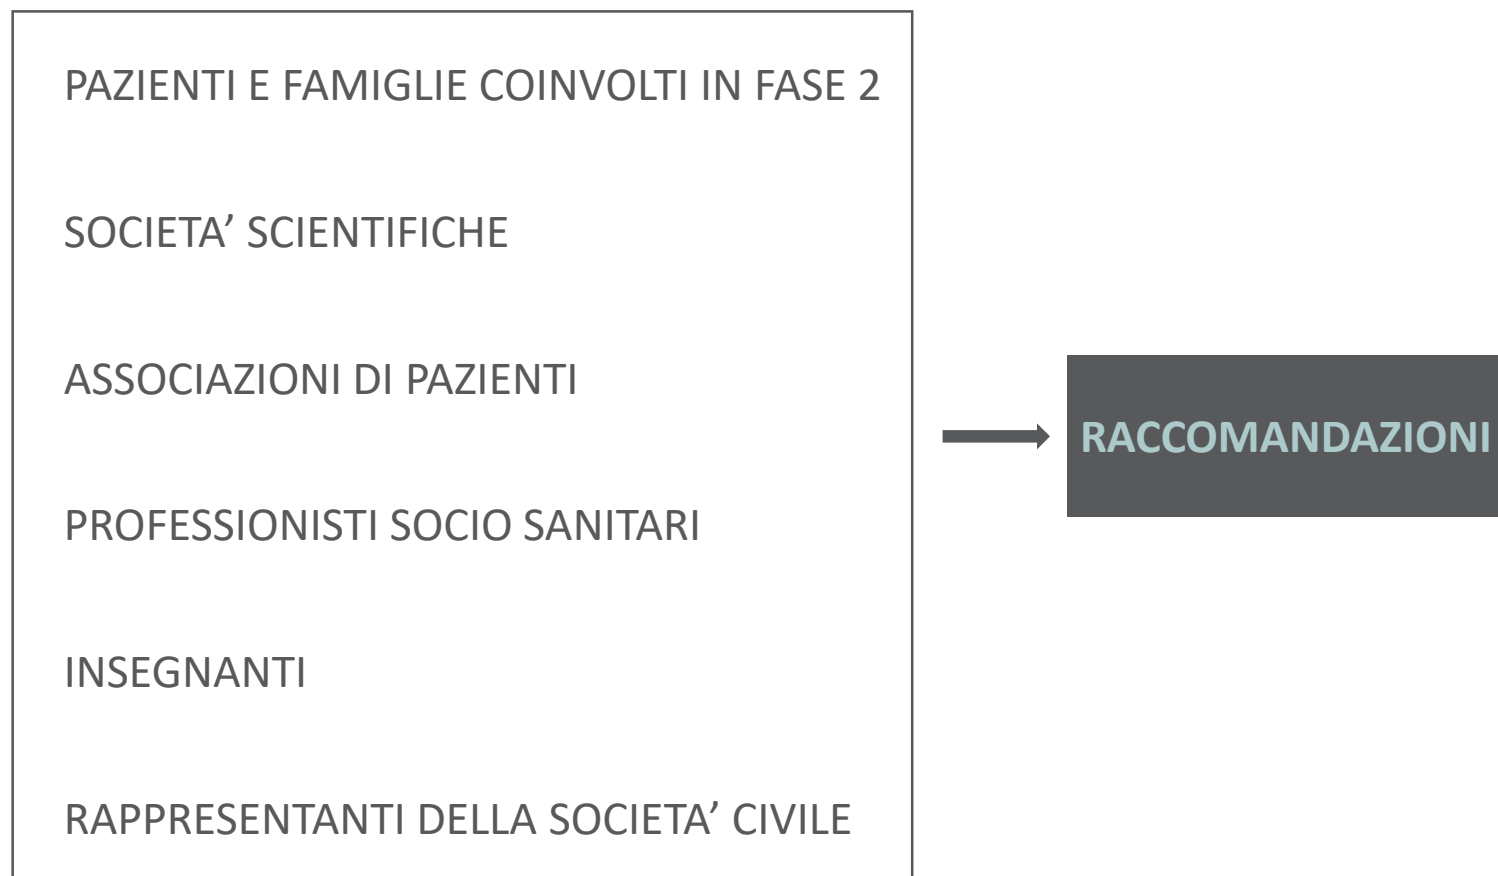 PAZIENTI E FAMIGLIE COINVOLTI IN FASE 2
SOCIETA’ SCIENTIFICHE
ASSOCIAZIONI DI PAZIENTI
PROFESSIONISTI SOCIO SANITARI
INSEGNANTI
RAPPRESENTANTI DELLA SOCIETA’ CIVILE
RACCOMANDAZIONI